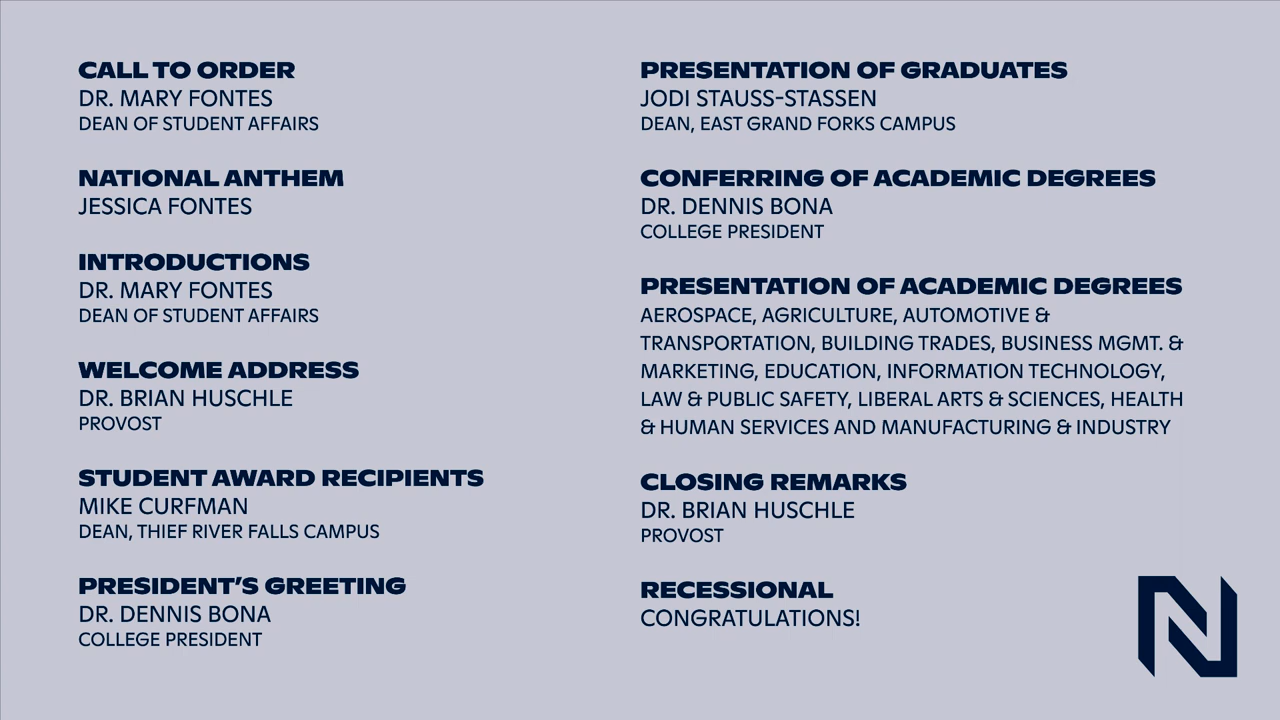 CALL TO ORDER
DR. MARY FONTES
DEAN OF STUDENT AFFAIRS
NATIONAL ANTHEM
JESSICA FONTES
INTRODUCTIONS
DR. MARY FONTES
DEAN OF STUDENT AFFAIRS
WELCOME ADDRESS
DR. BRIAN HUSCHLE
PROVOST
STUDENT AWARD RECIPIENTS
MIKE CURFMAN
DEAN, THIEF RIVER FALLS CAMPUS
PRESIDENT'S GREETING
DR. DENNIS BONA
COLLEGE PRESIDENT
PRESENTATION OF GRADUATES
JODI STAUSS-STASSEN
DEAN, EAST GRAND FORKS CAMPUS
CONFERRING OF ACADEMIC DEGREES
DR. DENNIS BONA
COLLEGE PRESIDENT
PRESENTATION OF ACADEMIC DEGREES
AEROSPACE, AGRICULTURE, AUTOMOTIVE &
TRANSPORTATION, BUILDING TRADES, BUSINESS MGMT. &
MARKETING, EDUCATION, INFORMATION TECHNOLOGY,
LAW & PUBLIC SAFETY, LIBERAL ARTS & SCIENCES, HEALTH
& HUMAN SERVICES AND MANUFACTURING & INDUSTRY
CLOSING REMARKS
DR. BRIAN HUSCHLE
PROVOST
RECESSIONAL
CONGRATULATIONS!
N